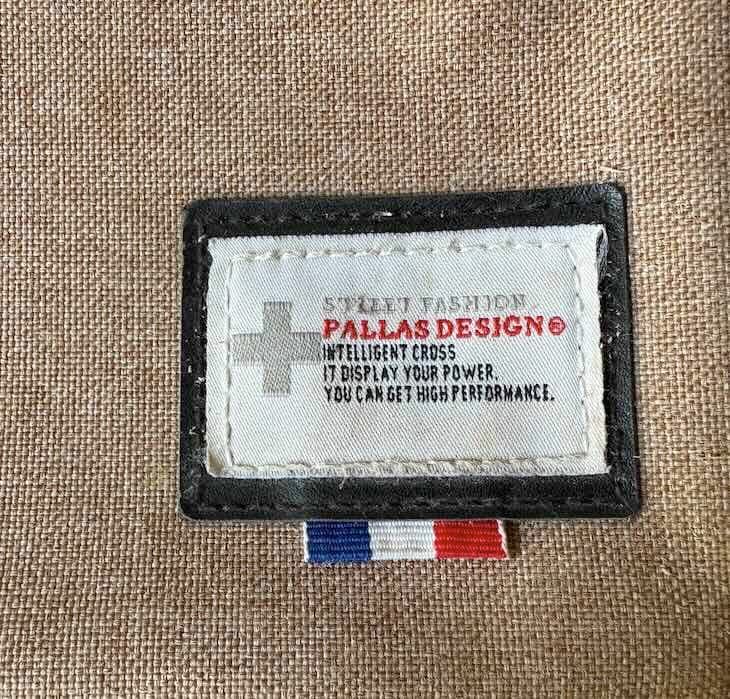 STREET FASHION
PALLAS DESIGN®
INTELLIGENT CROSS
IT DISPLAY YOUR POWER.
YOU CAN GET HIGH PERFORMANCE.